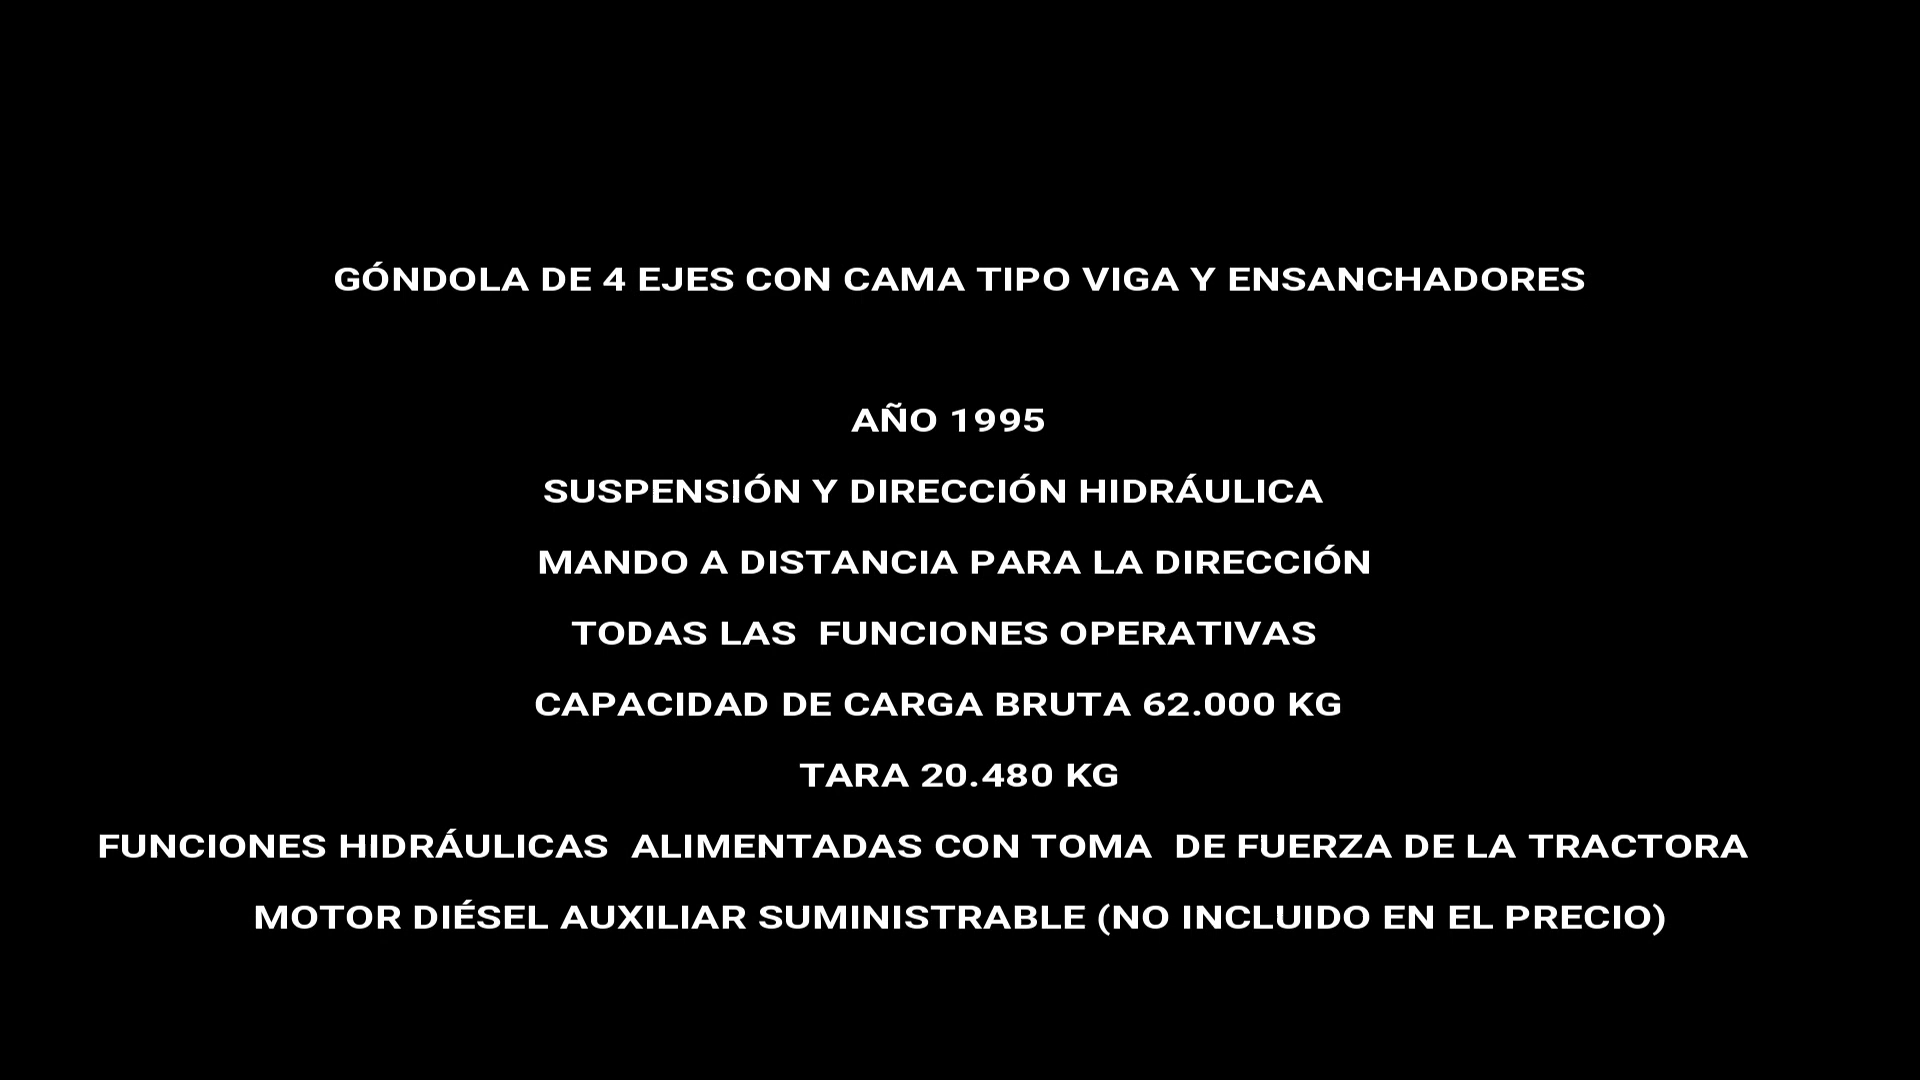 GÓNDOLA DE 4 EJES CON CAMA TIPO VIGA Y ENSANCHADORES
AÑO 1995
SUSPENSIÓN Y DIRECCIÓN HIDRÁULICA
MANDO A DISTANCIA PARA LA DIRECCIÓN
TODAS LAS  FUNCIONES OPERATIVAS
CAPACIDAD DE CARGA BRUTA 62.000 KG
TARA 20.480 KG
FUNCIONES HIDRÁULICAS  ALIMENTADAS CON TOMA  DE FUERZA DE LA TRACTORA
MOTOR DIÉSEL AUXILIAR SUMINISTRABLE (NO INCLUIDO EN EL PRECIO)